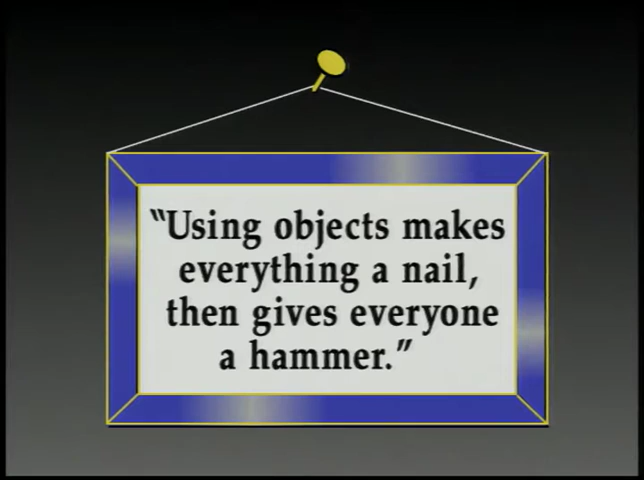 “Using objects makes
everything a nail,
then gives everyone
a hammer.”